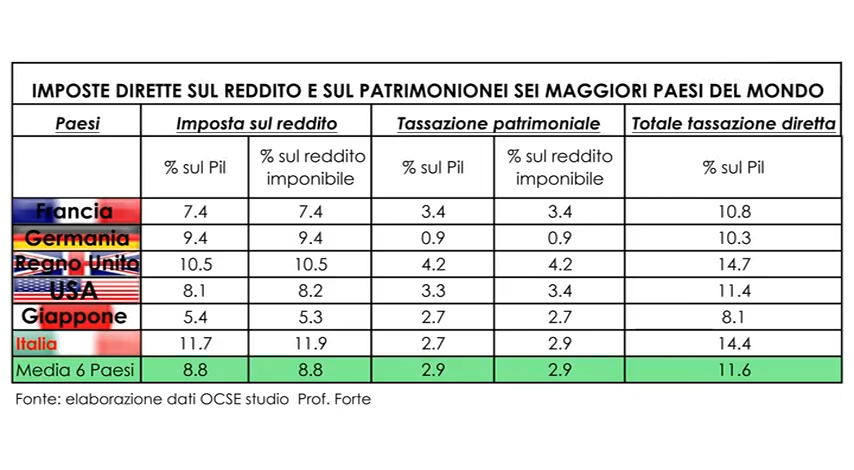 IMPOSTE DIRETTE SUL REDDITO E SUL PATRIMONIONEI SEI MAGGIORI PAESI DEL MONDO
Paesi Imposta sul reddito Tassazione patrimoniale Totale tassazione diretta
% sul Pil % sul reddito imponibile % sul Pil % sul reddito imponibile % sul Pil
Francia 7.4 7.4 3.4 3.4 10.8
Germania 9.4 9.4 0.9 0.9 10.3
Regno Unito 10.5 10.5 4.2 4.2 14.7
USA 8.1 8.2 3.3 3.4 11.4
Giappone 5.4 5.3 2.7 2.7 8.1
Italia 11.7 11.9 2.7 2.9 14.4
Media 6 Paesi 8.8 8.8 2.9 2.9 11.6
Fonte: elaborazione dati OCSE studio Prof. Forte